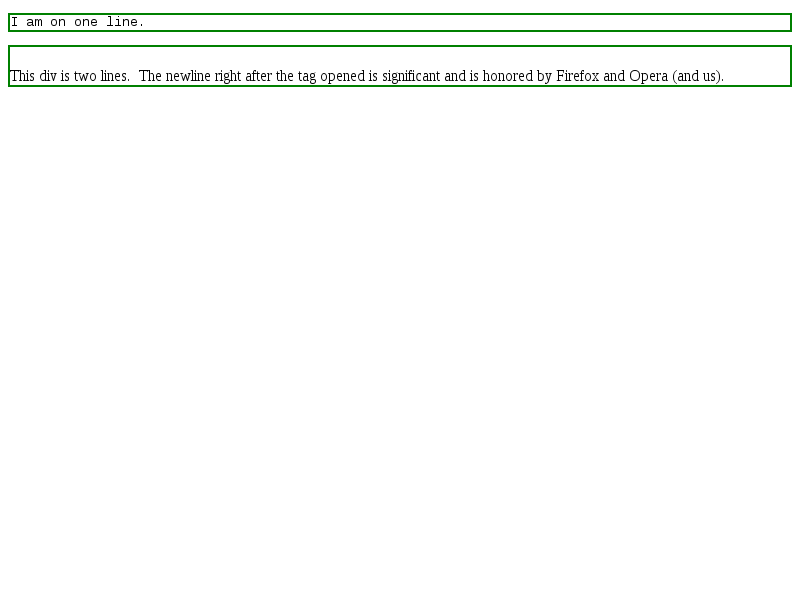 I am on one line.
This div is two lines.  The newline right after the tag opened is significant and is honored by Firefox and Opera (and us).